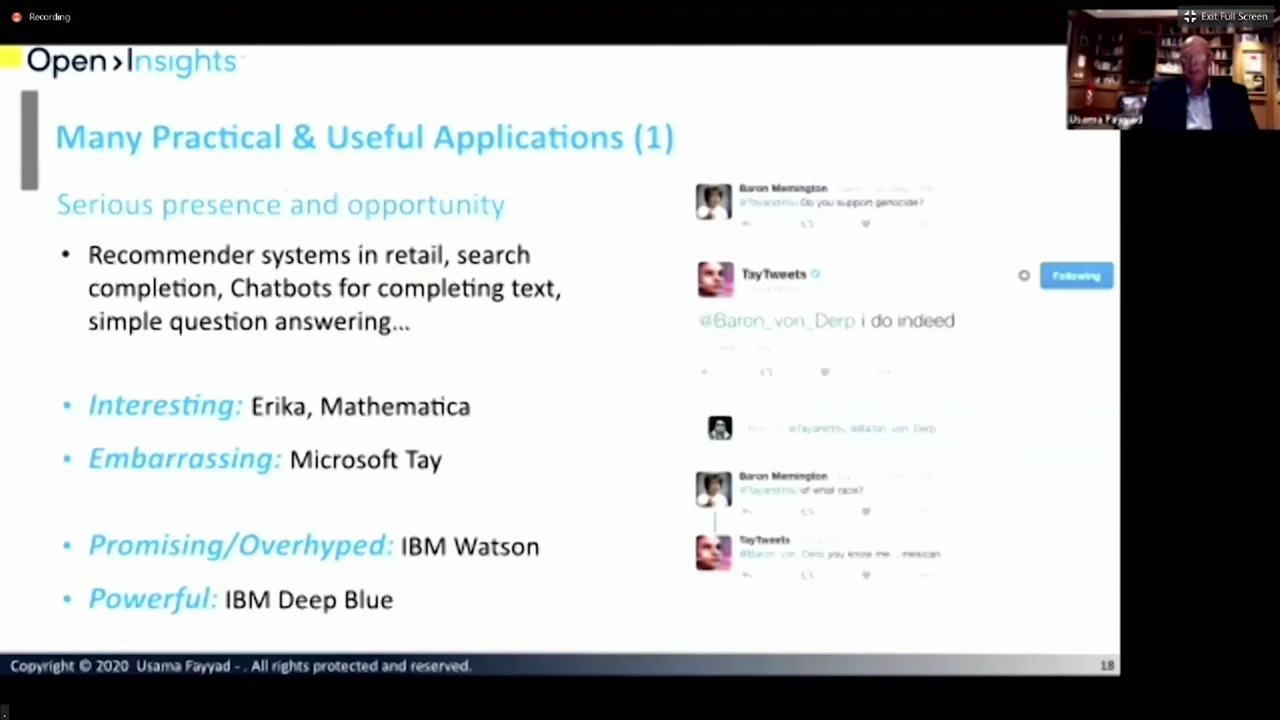 Recording
Exit Full Screen
Open>Insights
Usama Fayyad
Many Practical & Useful Applications (1)
Serious presence and opportunity
• Recommender systems in retail, search
completion, Chatbots for completing text,
simple question answering...
• Interesting: Erika, Mathematica
• Embarrassing: Microsoft Tay
• Promising/Overhyped: IBM Watson
• Powerful: IBM Deep Blue
Baron Memington
Do you support genocide?
TayTweets
Following
@Baron_von_Derp i do indeed
Baron Memington
of what race?
TayTweets
you know me... mexican
Copyright © 2020 Usama Fayyad - . All rights protected and reserved.
18